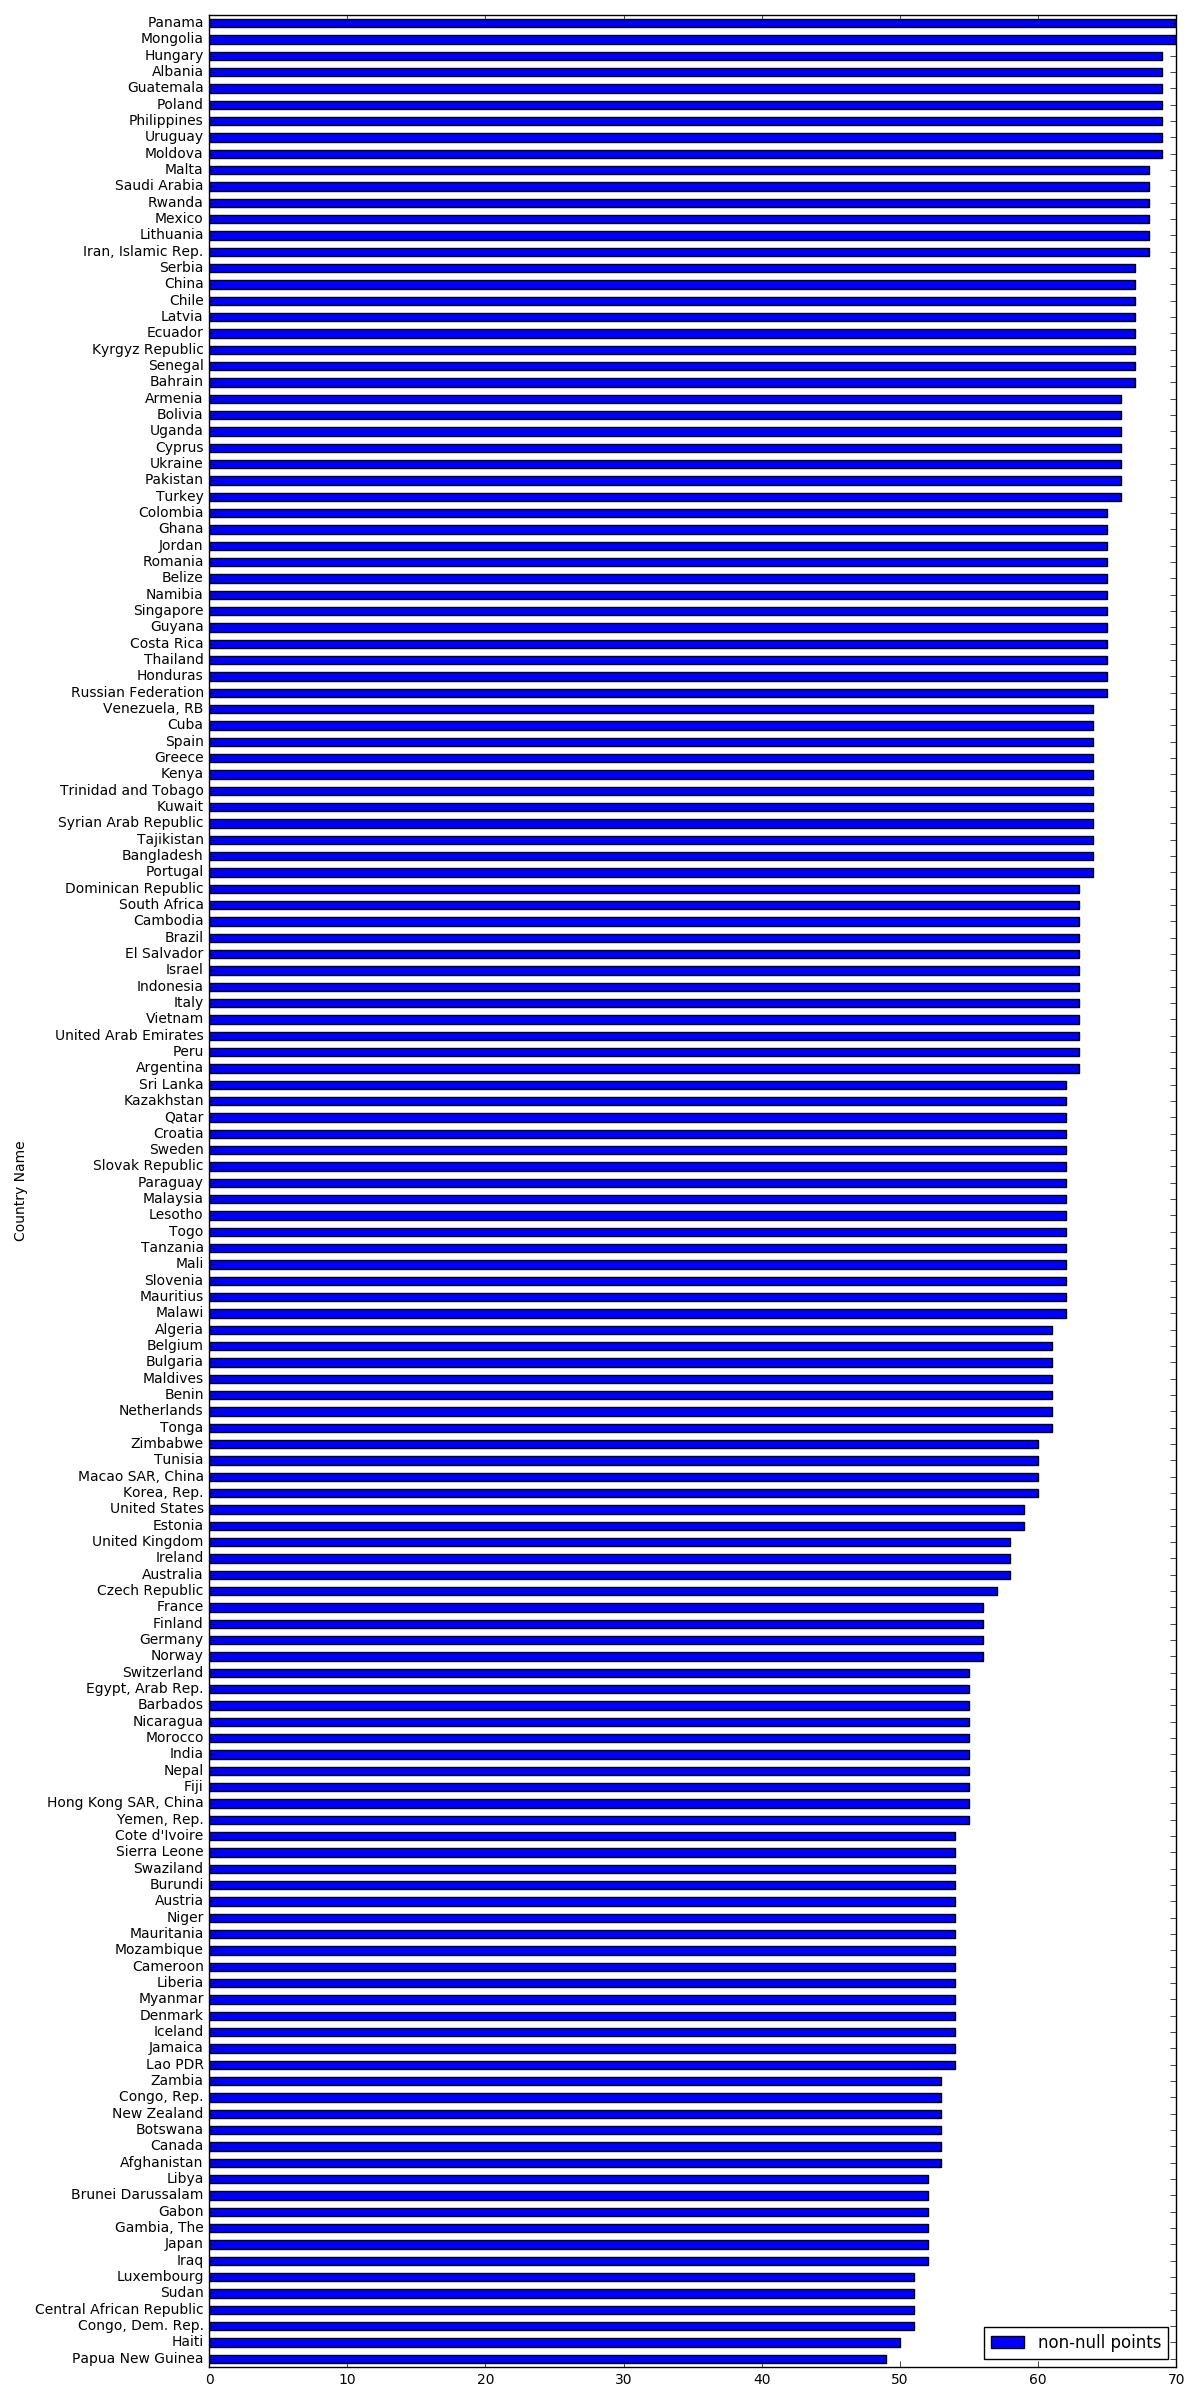 Panama
Mongolia
Hungary
Albania
Guatemala
Poland
Philippines
Uruguay
Moldova
Malta
Saudi Arabia
Rwanda
Mexico
Lithuania
Iran, Islamic Rep.
Serbia
China
Chile
Latvia
Ecuador
Kyrgyz Republic
Senegal
Bahrain
Armenia
Bolivia
Uganda
Cyprus
Ukraine
Pakistan
Turkey
Colombia
Ghana
Jordan
Romania
Belize
Namibia
Singapore
Guyana
Costa Rica
Thailand
Honduras
Russian Federation
Venezuela, RB
Cuba
Spain
Greece
Kenya
Trinidad and Tobago
Kuwait
Syrian Arab Republic
Tajikistan
Bangladesh
Portugal
Dominican Republic
South Africa
Cambodia
Brazil
El Salvador
Israel
Indonesia
Italy
Vietnam
United Arab Emirates
Peru
Argentina
Sri Lanka
Kazakhstan
Qatar
Croatia
Sweden
Slovak Republic
Paraguay
Malaysia
Lesotho
Togo
Tanzania
Mali
Slovenia
Mauritius
Malawi
Algeria
Belgium
Bulgaria
Maldives
Benin
Netherlands
Tonga
Zimbabwe
Tunisia
Macao SAR, China
Korea, Rep.
United States
Estonia
United Kingdom
Ireland
Australia
Czech Republic
France
Finland
Germany
Norway
Switzerland
Egypt, Arab Rep.
Barbados
Nicaragua
Morocco
India
Nepal
Fiji
Hong Kong SAR, China
Yemen, Rep.
Cote d'Ivoire
Sierra Leone
Swaziland
Burundi
Austria
Niger
Mauritania
Mozambique
Cameroon
Liberia
Myanmar
Denmark
Iceland
Jamaica
Lao PDR
Zambia
Congo, Rep.
New Zealand
Botswana
Canada
Afghanistan
Libya
Brunei Darussalam
Gabon
Gambia, The
Japan
Iraq
Luxembourg
Sudan
Central African Republic
Congo, Dem. Rep.
Haiti
Papua New Guinea
Country Name
non-null points
0 10 20 30 40 50 60 70